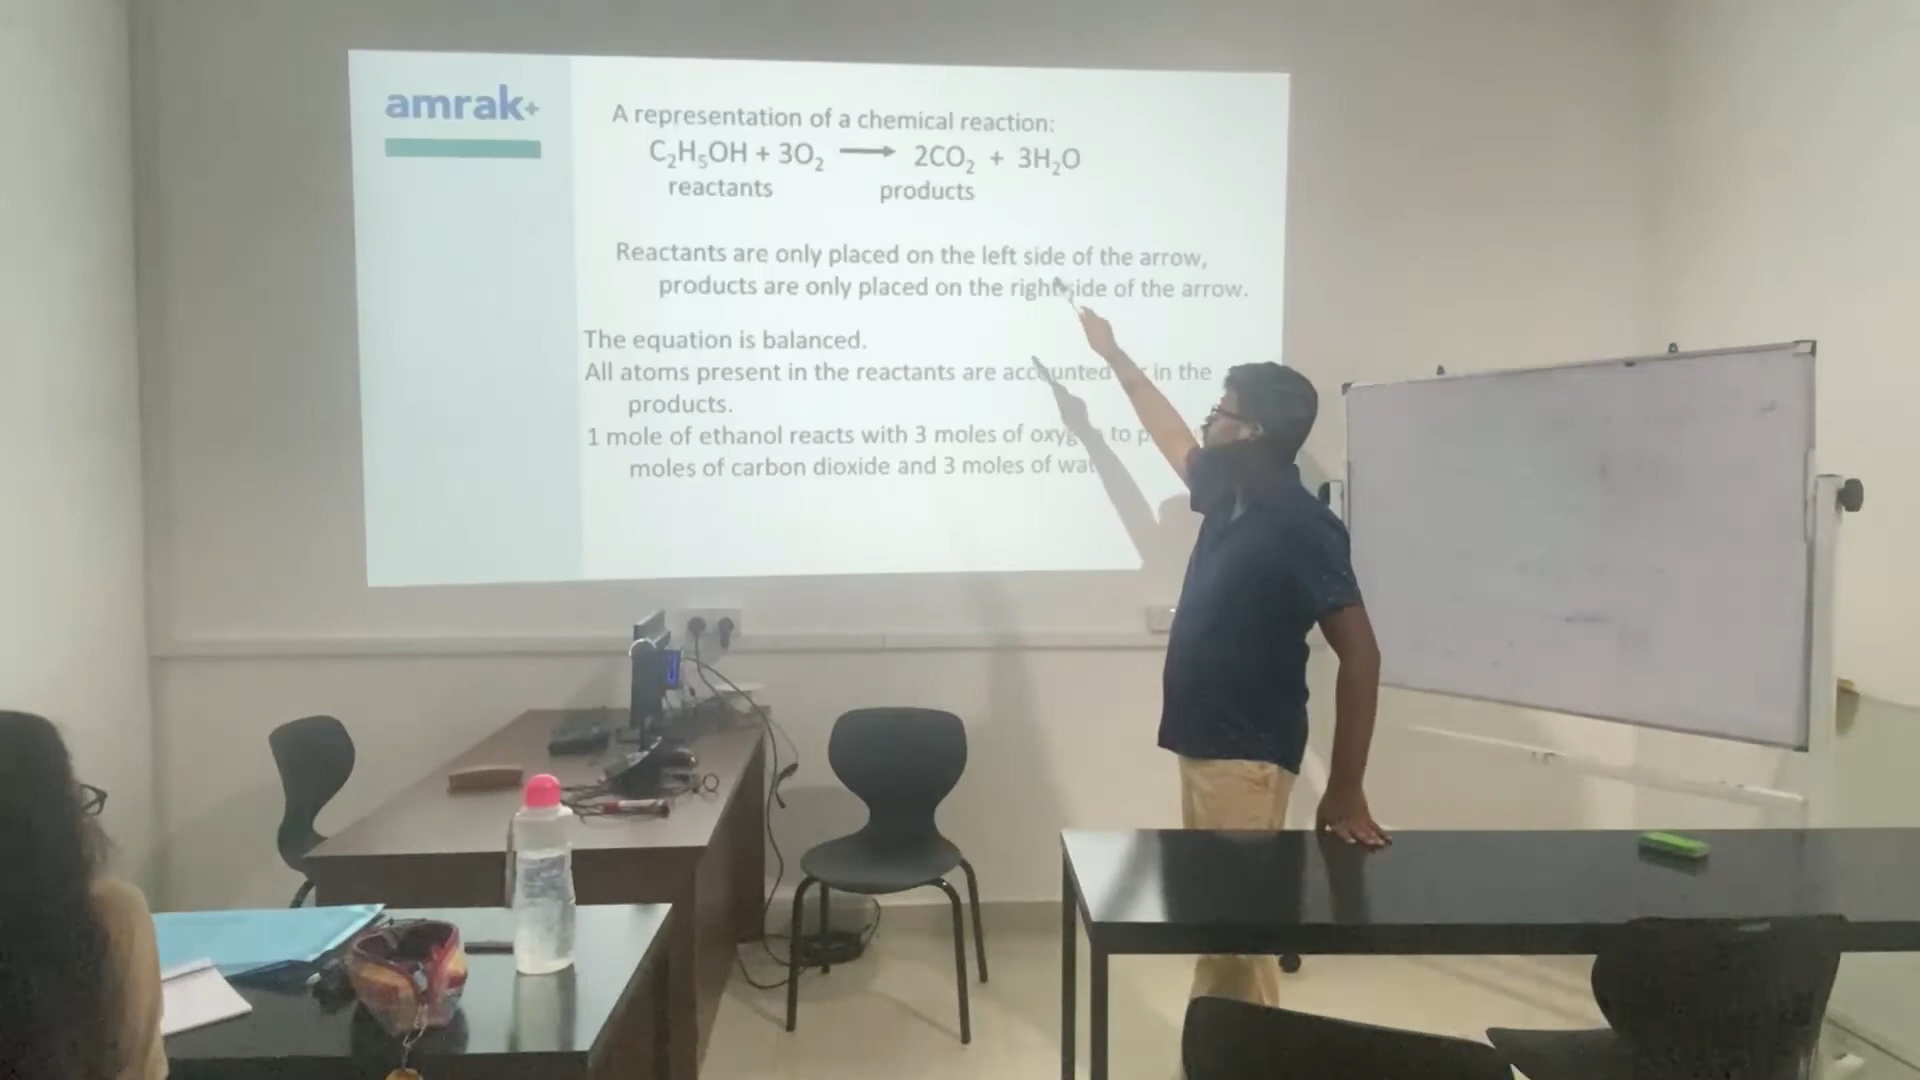 amrak+
A representation of a chemical reaction:
C₂H₅OH + 3O₂ ⟶ 2CO₂ + 3H₂O
reactants products
Reactants are only placed on the left side of the arrow,
products are only placed on the right side of the arrow.
The equation is balanced.
All atoms present in the reactants are accounted in the
products.
1 mole of ethanol reacts with 3 moles of oxygen to
moles of carbon dioxide and 3 moles of